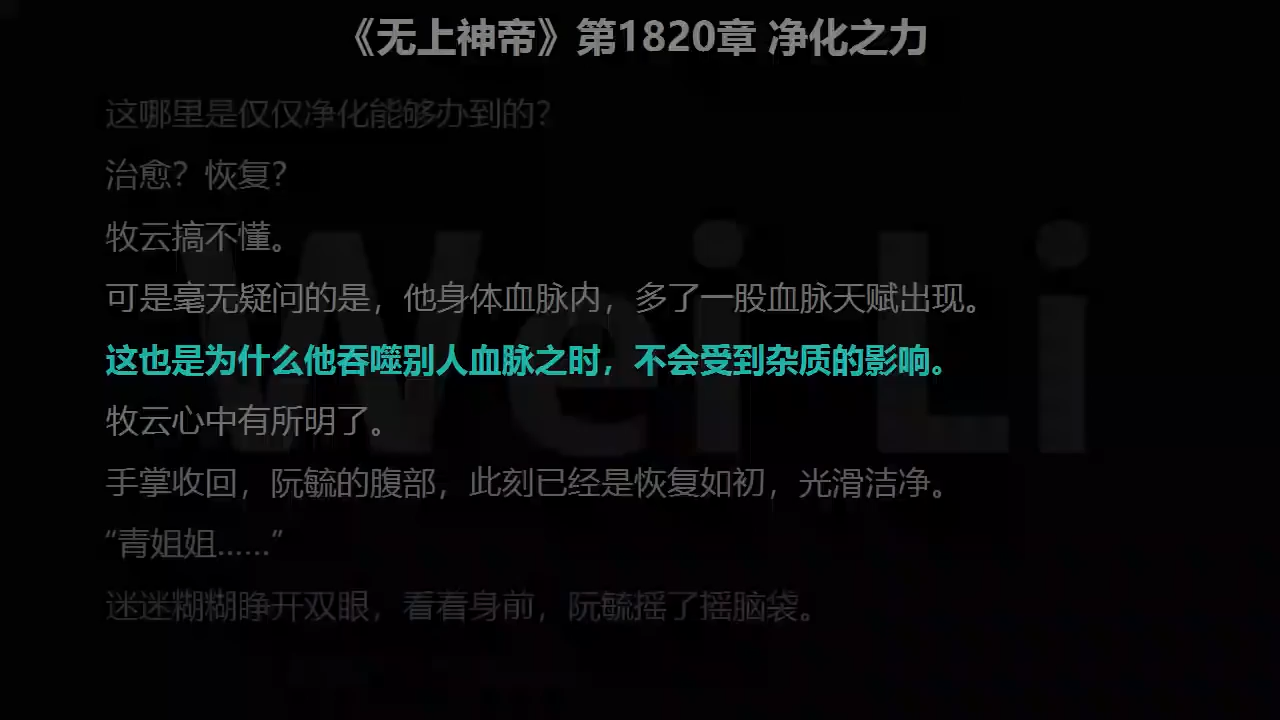 《无上神帝》第1820章 净化之力
这哪里是仅仅净化能够办到的？
治愈？恢复？
牧云搞不懂。
可是毫无疑问的是，他身体血脉内，多了一股血脉天赋出现。
这也是为什么他吞噬别人血脉之时，不会受到杂质的影响。
牧云心中有所明了。
手掌收回，阮毓的腹部，此刻已经是恢复如初，光滑洁净。
“青姐姐……”
迷迷糊糊睁开双眼，看着身前，阮毓摇了摇脑袋。
Wei Li